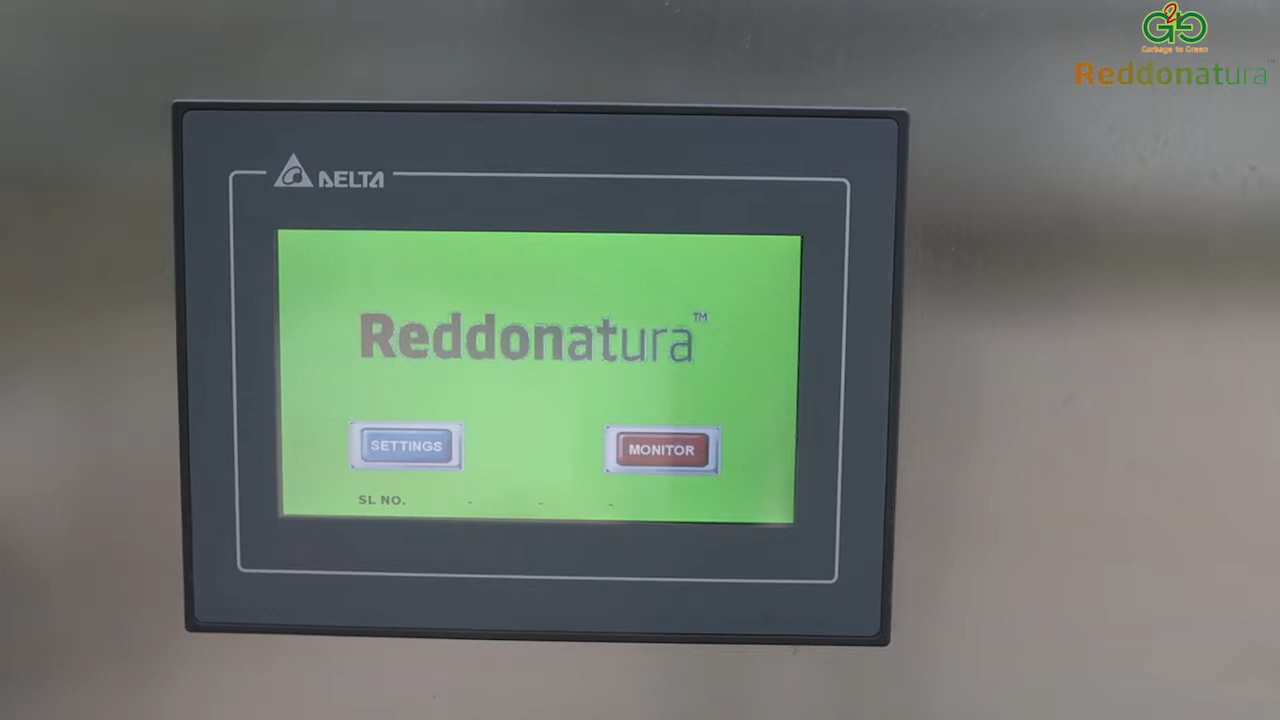 G2G
Garbage to Green
Reddonatura
DELTA
Reddonatura™
SETTINGS
MONITOR
SL NO. - - -